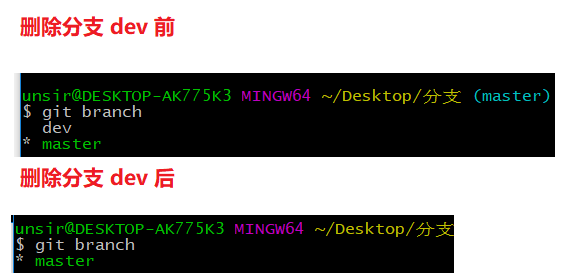 删除分支 dev 前
unsir@DESKTOP-AK775K3 MINGW64 ~/Desktop/分支 (master)
$ git branch
  dev
* master
删除分支 dev 后
unsir@DESKTOP-AK775K3 MINGW64 ~/Desktop/分支
$ git branch
* master